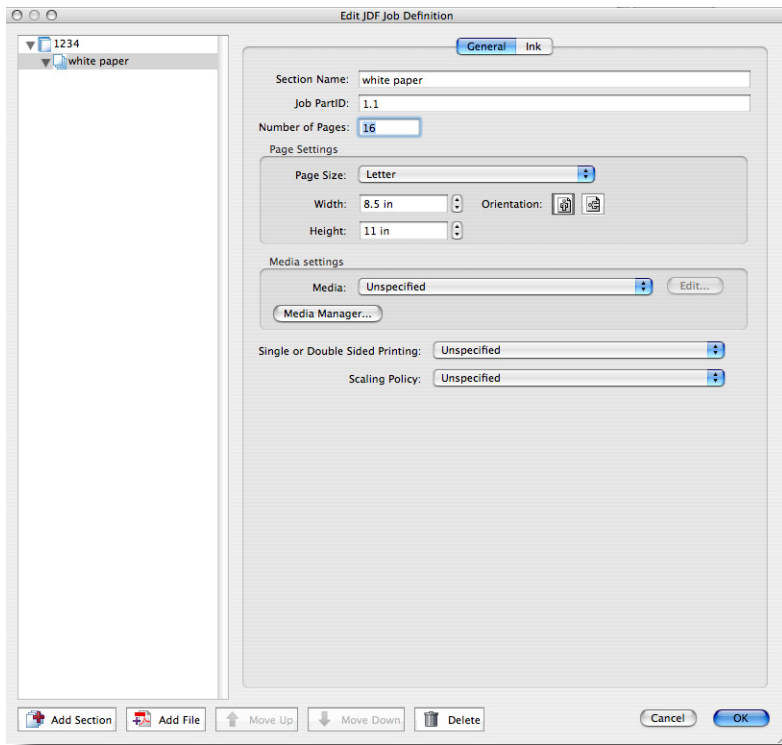 Edit JDF Job Definition
1234
white paper
General Ink
Section Name: white paper
Job PartID: 1.1
Number of Pages: 16
Page Settings
Page Size: Letter
Width: 8.5 in Orientation:
Height: 11 in
Media settings
Media: Unspecified Edit...
Media Manager...
Single or Double Sided Printing: Unspecified
Scaling Policy: Unspecified
Add Section Add File Move Up Move Down Delete Cancel OK